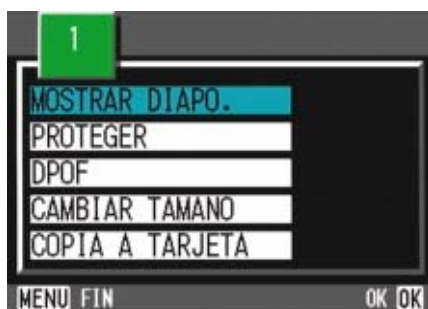 1
MOSTRAR DIAPO.
PROTEGER
DPOF
CAMBIAR TAMANO
COPIA A TARJETA
MENU FIN OK OK